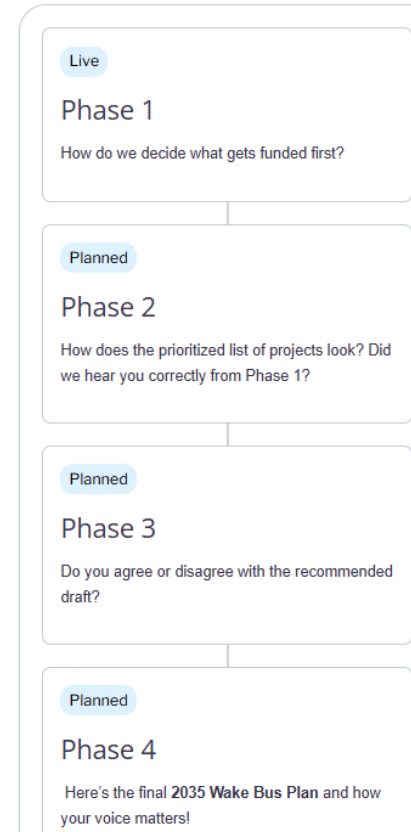 Live
Phase 1
How do we decide what gets funded first?
Planned
Phase 2
How does the prioritized list of projects look? Did
we hear you correctly from Phase 1?
Planned
Phase 3
Do you agree or disagree with the recommended
draft?
Planned
Phase 4
Here's the final 2035 Wake Bus Plan and how
your voice matters!